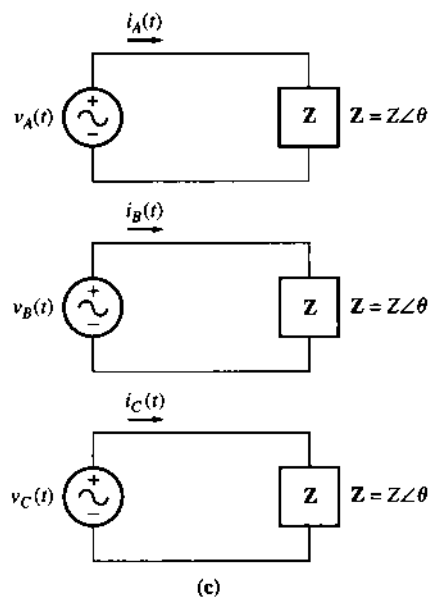 i_A(t)
v_A(t) + − Z Z = Z∠θ
i_B(t)
v_B(t) + − Z Z = Z∠θ
i_C(t)
v_C(t) + − Z Z = Z∠θ
(c)